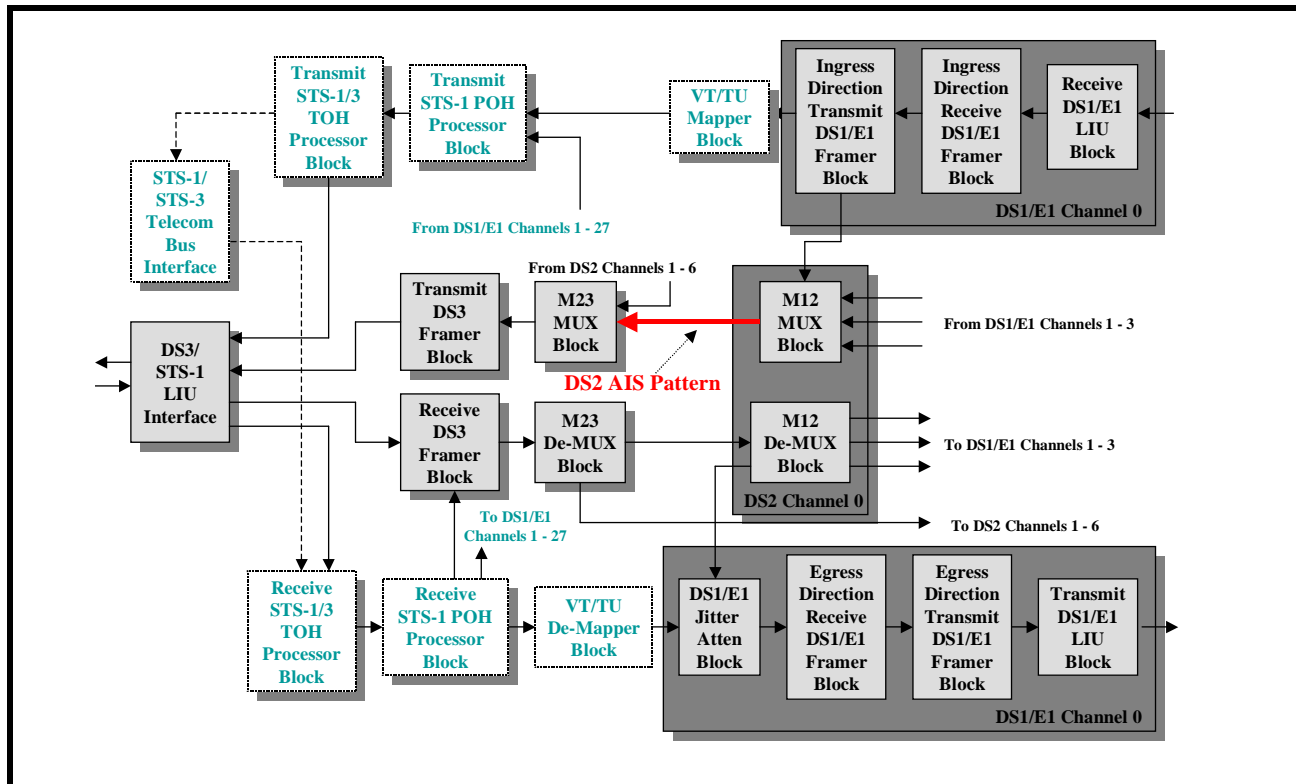 Transmit
STS-1/3
TOH
Processor
Block
Transmit
STS-1 POH
Processor
Block
VT/TU
Mapper
Block
Ingress
Direction
Transmit
DS1/E1
Framer
Block
Ingress
Direction
Receive
DS1/E1
Framer
Block
Receive
DS1/E1
LIU
Block
DS1/E1 Channel 0
STS-1/
STS-3
Telecom
Bus
Interface
From DS1/E1 Channels 1 - 27
From DS2 Channels 1 - 6
Transmit
DS3
Framer
Block
M23
MUX
Block
M12
MUX
Block
From DS1/E1 Channels 1 - 3
DS2 AIS Pattern
DS3/
STS-1
LIU
Interface
Receive
DS3
Framer
Block
M23
De-MUX
Block
M12
De-MUX
Block
To DS1/E1 Channels 1 - 3
DS2 Channel 0
To DS1/E1
Channels 1 - 27
To DS2 Channels 1 - 6
Receive
STS-1/3
TOH
Processor
Block
Receive
STS-1 POH
Processor
Block
VT/TU
De-Mapper
Block
DS1/E1
Jitter
Atten
Block
Egress
Direction
Receive
DS1/E1
Framer
Block
Egress
Direction
Transmit
DS1/E1
Framer
Block
Transmit
DS1/E1
LIU
Block
DS1/E1 Channel 0